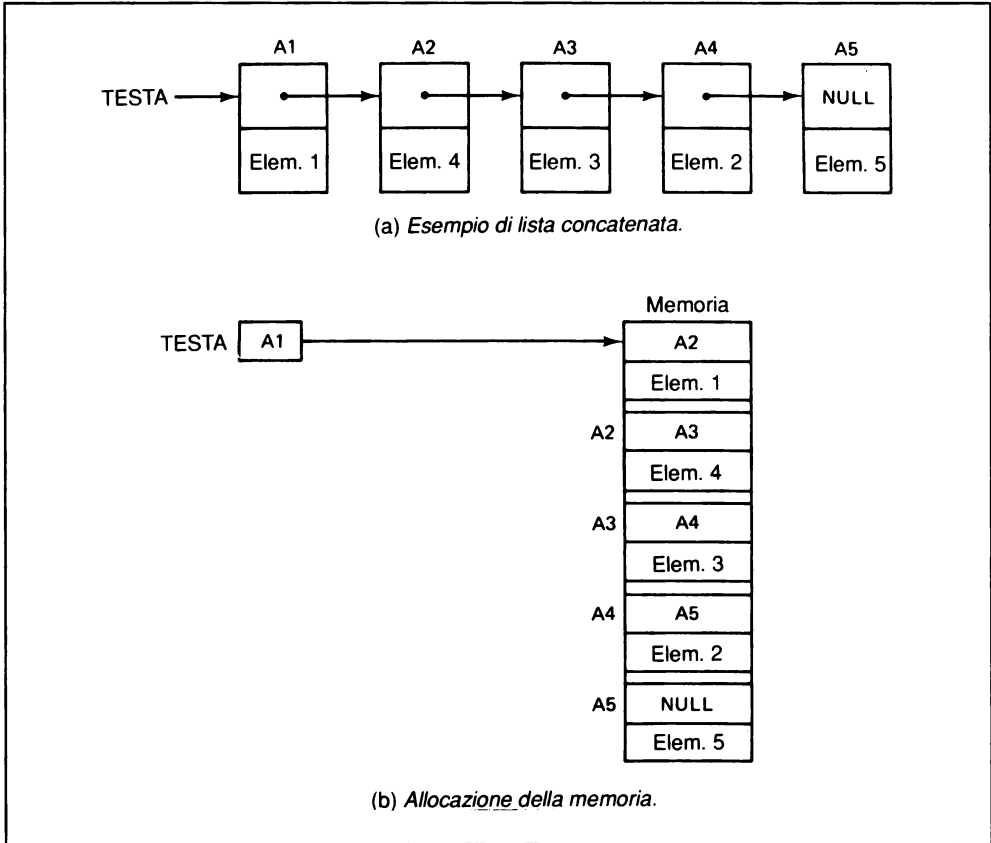 A1 A2 A3 A4 A5
TESTA NULL
Elem. 1 Elem. 4 Elem. 3 Elem. 2 Elem. 5
(a) Esempio di lista concatenata.
Memoria
TESTA A1 A2
Elem. 1
A2 A3
Elem. 4
A3 A4
Elem. 3
A4 A5
Elem. 2
A5 NULL
Elem. 5
(b) Allocazione della memoria.